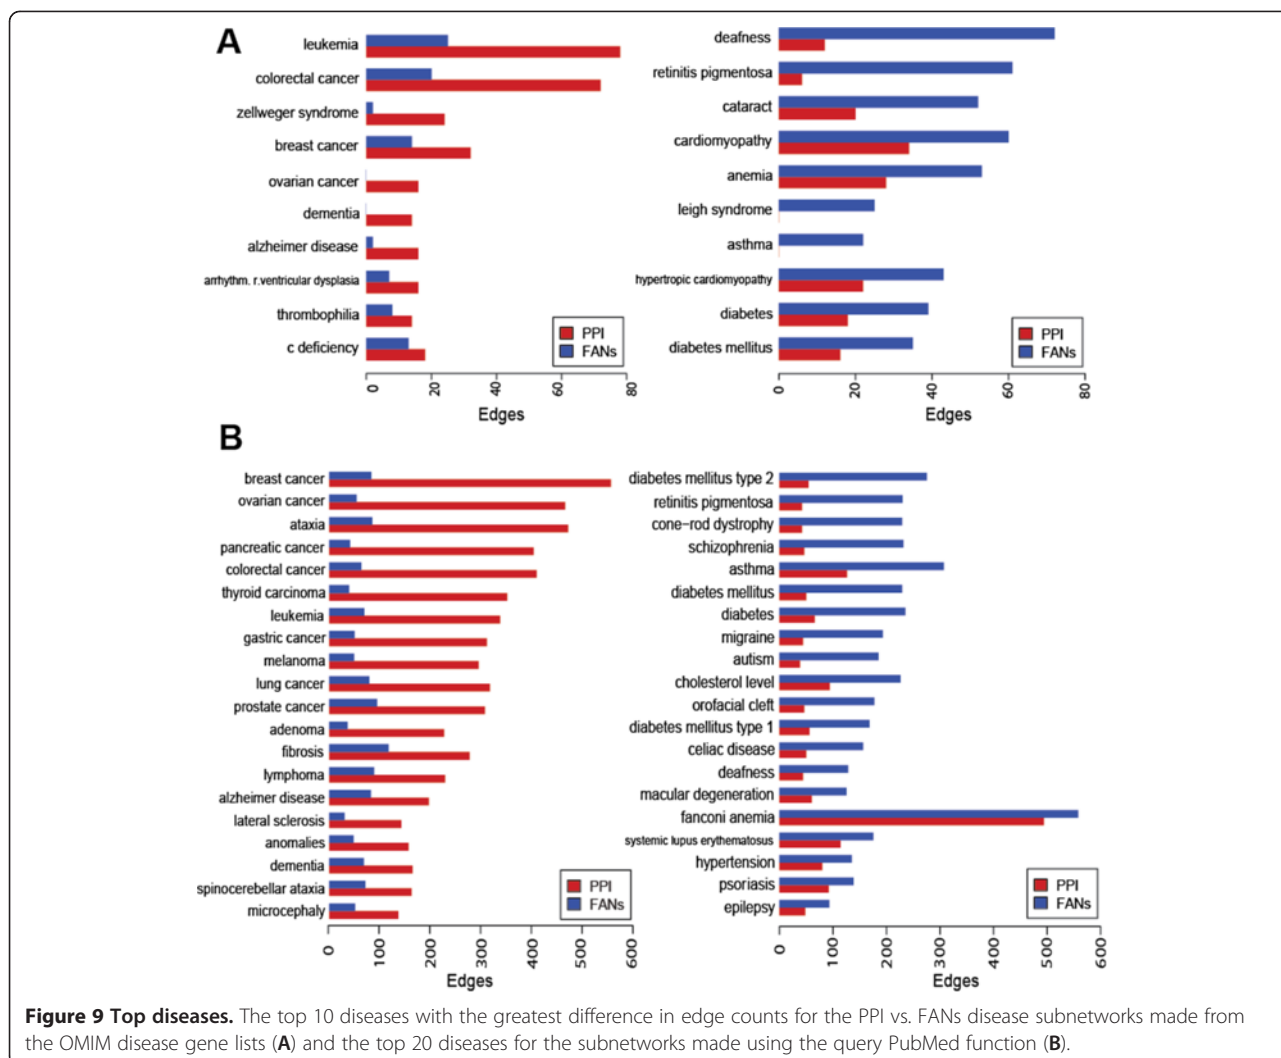 A
leukemia
colorectal cancer
zellweger syndrome
breast cancer
ovarian cancer
dementia
alzheimer disease
arrhythm. r.ventricular dysplasia
thrombophilia
c deficiency
PPI
FANs
0 20 40 60 80
Edges
deafness
retinitis pigmentosa
cataract
cardiomyopathy
anemia
leigh syndrome
asthma
hypertropic cardiomyopathy
diabetes
diabetes mellitus
PPI
FANs
0 20 40 60 80
Edges
B
breast cancer
ovarian cancer
ataxia
pancreatic cancer
colorectal cancer
thyroid carcinoma
leukemia
gastric cancer
melanoma
lung cancer
prostate cancer
adenoma
fibrosis
lymphoma
alzheimer disease
lateral sclerosis
anomalies
dementia
spinocerebellar ataxia
microcephaly
PPI
FANs
0 100 200 300 400 500 600
Edges
diabetes mellitus type 2
retinitis pigmentosa
cone-rod dystrophy
schizophrenia
asthma
diabetes mellitus
diabetes
migraine
autism
cholesterol level
orofacial cleft
diabetes mellitus type 1
celiac disease
deafness
macular degeneration
fanconi anemia
systemic lupus erythematosus
hypertension
psoriasis
epilepsy
PPI
FANs
0 100 200 300 400 500 600
Edges
Figure 9 Top diseases. The top 10 diseases with the greatest difference in edge counts for the PPI vs. FANs disease subnetworks made from
the OMIM disease gene lists (A) and the top 20 diseases for the subnetworks made using the query PubMed function (B).